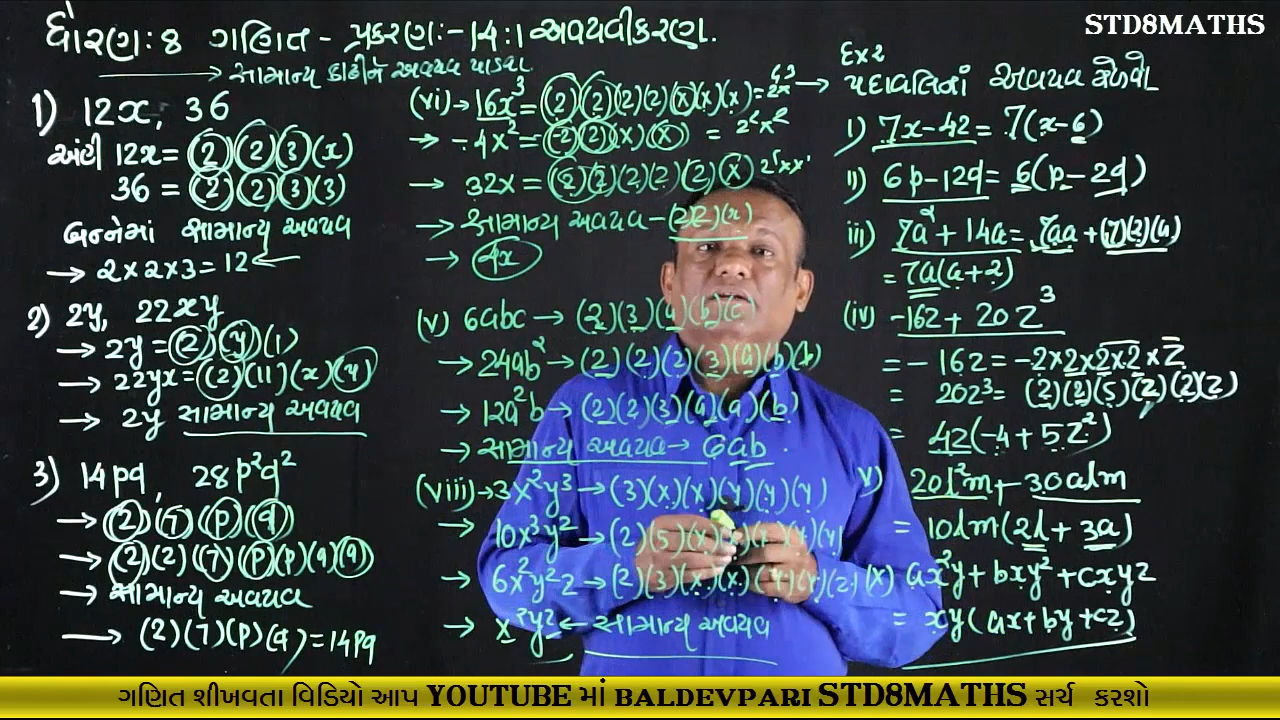 STD8MATHS
ધોરણ: 8 ગણિત - પ્રકરણ:- 14.1 અવયવીકરણ.
→ સામાન્ય અવયવ
1) 12x, 36
12x = (2)(2)(3)(x)
36 = (2)(2)(3)(3)
બન્નેમાં સામાન્ય અવયવ
→ 2×2×3=12 ←
2) 2y, 22xy
→ 2y = (2)(y)(1)
→ 22yx = (2)(11)(x)(y)
→ 2y સામાન્ય અવયવ
3) 14pq, 28p²q²
→ (2)(7)(p)(q)
→ (2)(2)(7)(p)(p)(q)(q)
→ સામાન્ય અવયવ
→ (2)(7)(p)(q)=14pq
(vi) → 16x³ = (2)(2)(2)(2)(x)(x)(x) =
→ -4x² = -(2)(2)(x)(x) = 2²x²
→ 32x = (2)(2)(2)(2)(2)(x)
→ સામાન્ય અવયવ - (2)(2)(x)
→ 4x
(v) 6abc → (2)(3)(a)(b)(c)
→ 24ab² → (2)(2)(2)(3)(a)(b)(b)
→ 12a²b → (2)(2)(3)(a)(a)(b)
→ સામાન્ય અવયવ → 6ab.
(viii) → 3x²y³ → (3)(x)(x)(y)(y)(y)
→ 10x³y² → (2)(5)(x)(x)(x)(y)(y)
→ 6x²y²z → (2)(3)(x)(x)(y)(y)(z)
→ x²y² ← સામાન્ય અવયવ
Ex 2
→ પદાવલિનાં અવયવ મેળવો
i) 7x-42 = 7(x-6)
ii) 6p-12q = 6(p-2q)
iii) 7a² + 14a = 7aa + (7)(2)(a)
= 7a(a+2)
(iv) -16z + 20z³
= -16z = -2×2×2×2×z
= 20z³ = (2)(2)(5)(z)(z)(z)
= 4z(-4+5z²)
v) 20l²m + 30alm
= 10lm(2l+3a)
(x) ax²y + bxy² + cxyz
= xy(ax+by+cz)
ગણિત શીખવતા વિડિયો આપ YOUTUBE માં BALDEVPARI STD8MATHS સર્ચ કરશો